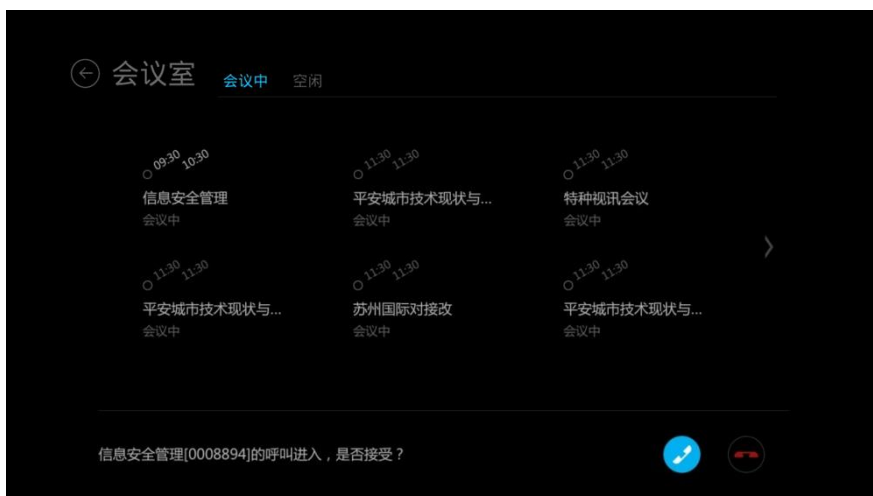 会议室 会议中 空闲
09:30 10:30
11:30 11:30
11:30 11:30
信息安全管理
平安城市技术现状与...
特种视讯会议
会议中
会议中
会议中
11:30 11:30
11:30 11:30
11:30 11:30
平安城市技术现状与...
苏州国际对接改
平安城市技术现状与...
会议中
会议中
会议中
信息安全管理[0008894]的呼叫进入，是否接受？